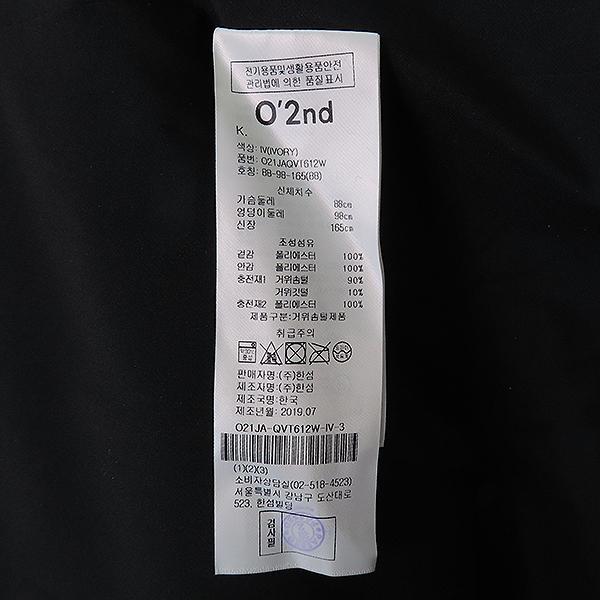 전기용품및생활용품안전
관리법에 의한 품질표시
O'2nd
K.
색상: IV(IVORY)
품번: O21JAQVT612W
호칭: 88-98-165(88)
신체치수
가슴둘레 88cm
엉덩이둘레 98cm
신장 165cm
조성섬유
겉감 폴리에스터 100%
안감 폴리에스터 100%
충전재1 거위솜털 90%
거위깃털 10%
충전재2 폴리에스터 100%
제품구분:거위솜털제품
취급주의
판매자명:(주)한섬
제조자명:(주)한섬
제조국명:한국
제조년월: 2019.07
O21JA-QVT612W-IV-3
(1)(2)(3)
소비자상담실(02-518-4523)
서울특별시 강남구 도산대로
523, 한섬빌딩
검사필